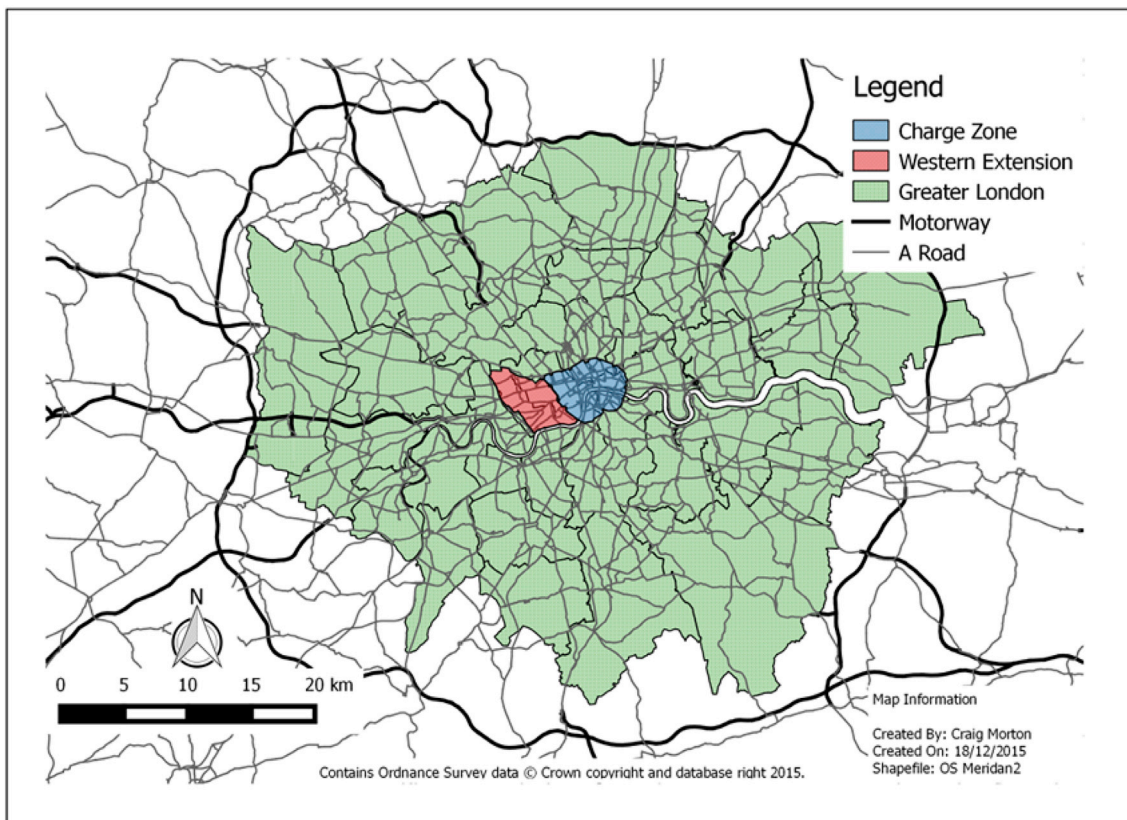 Legend
Charge Zone
Western Extension
Greater London
Motorway
A Road
N
0 5 10 15 20 km
Map Information
Created By: Craig Morton
Created On: 18/12/2015
Shapefile: OS Meridan2
Contains Ordnance Survey data © Crown copyright and database right 2015.